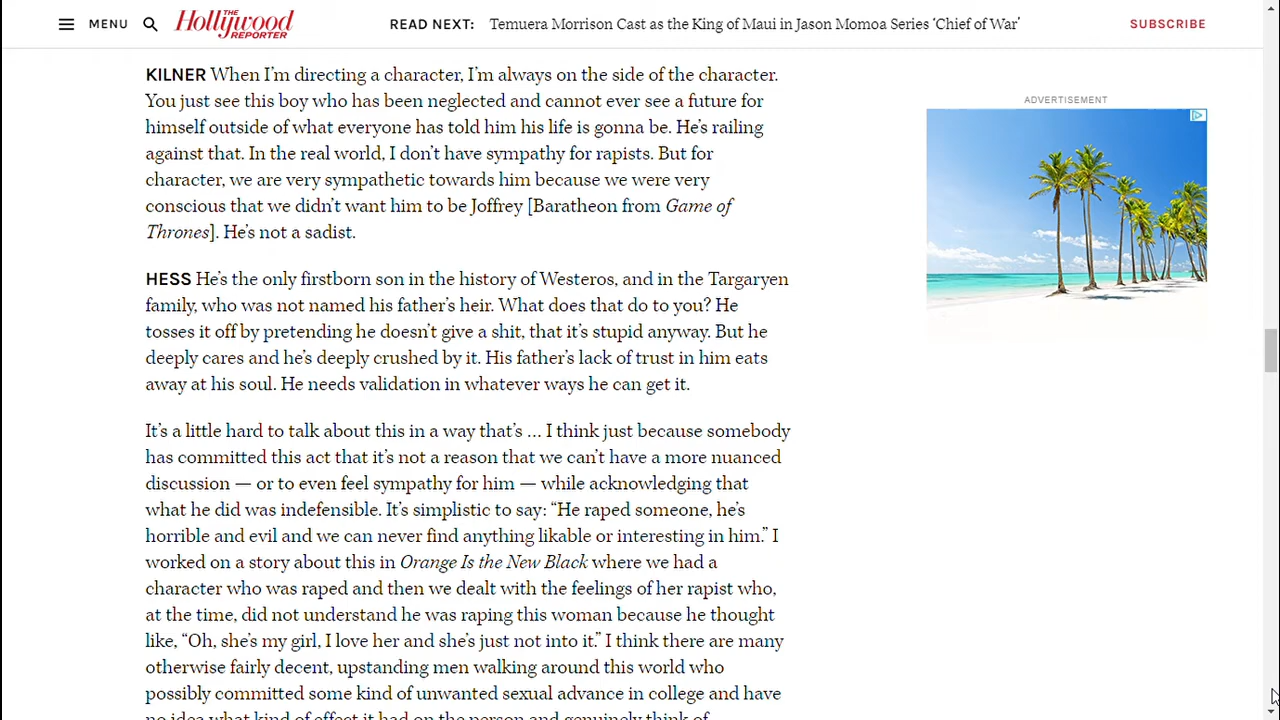 MENU
THE
Hollywood
REPORTER
READ NEXT: Temuera Morrison Cast as the King of Maui in Jason Momoa Series ‘Chief of War’
SUBSCRIBE
KILNER When I’m directing a character, I’m always on the side of the character.
You just see this boy who has been neglected and cannot ever see a future for
himself outside of what everyone has told him his life is gonna be. He’s railing
against that. In the real world, I don’t have sympathy for rapists. But for
character, we are very sympathetic towards him because we were very
conscious that we didn’t want him to be Joffrey [Baratheon from Game of
Thrones]. He’s not a sadist.
HESS He’s the only firstborn son in the history of Westeros, and in the Targaryen
family, who was not named his father’s heir. What does that do to you? He
tosses it off by pretending he doesn’t give a shit, that it’s stupid anyway. But he
deeply cares and he’s deeply crushed by it. His father’s lack of trust in him eats
away at his soul. He needs validation in whatever ways he can get it.
It’s a little hard to talk about this in a way that’s … I think just because somebody
has committed this act that it’s not a reason that we can’t have a more nuanced
discussion — or to even feel sympathy for him — while acknowledging that
what he did was indefensible. It’s simplistic to say: “He raped someone, he’s
horrible and evil and we can never find anything likable or interesting in him.” I
worked on a story about this in Orange Is the New Black where we had a
character who was raped and then we dealt with the feelings of her rapist who,
at the time, did not understand he was raping this woman because he thought
like, “Oh, she’s my girl, I love her and she’s just not into it.” I think there are many
otherwise fairly decent, upstanding men walking around this world who
possibly committed some kind of unwanted sexual advance in college and have
no idea what kind of effect it had on the person and genuinely think of
ADVERTISEMENT